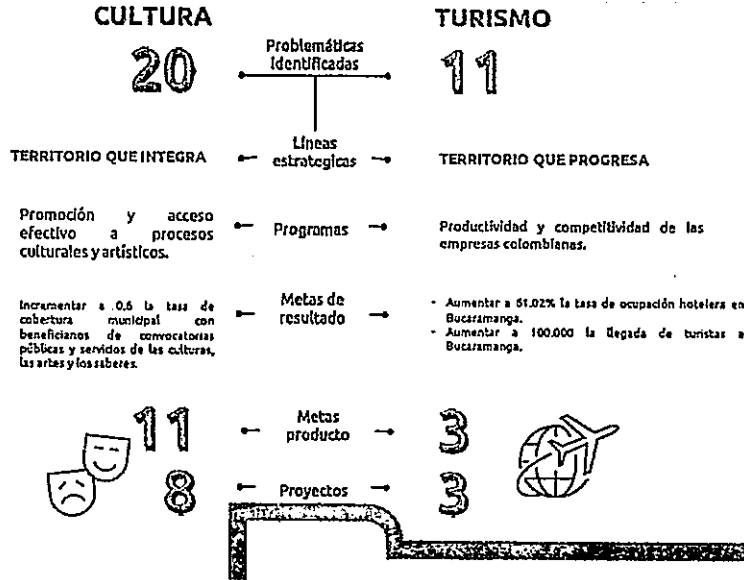 CULTURA
TURISMO
20
Problemáticas
Identificadas
11
TERRITORIO QUE INTEGRA
Líneas
estrategicas
TERRITORIO QUE PROGRESA
Promoción y acceso
efectivo a procesos
culturales y artísticos.
Programas
Productividad y competitividad de las
empresas colombianas.
Incrementar a 0.6 la tasa de
cobertura municipal con
beneficiarios de convocatorias
públicas y servicios de las culturas,
las artes y los saberes.
Metas de
resultado
• Aumentar a 61.02% la tasa de ocupación hotelera en
Bucaramanga.
• Aumentar a 100.000 la llegada de turistas a
Bucaramanga.
11
Metas
producto
3
8
Proyectos
3